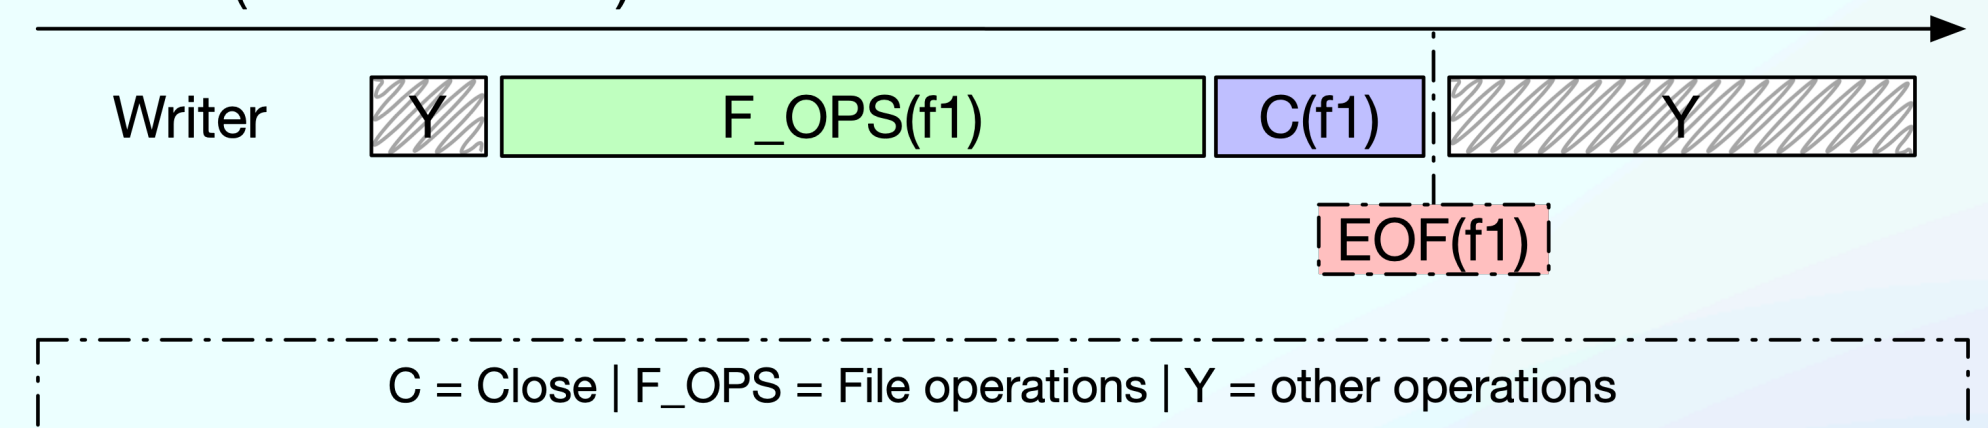 Writer Y F_OPS(f1) C(f1) Y
EOF(f1)
C = Close | F_OPS = File operations | Y = other operations